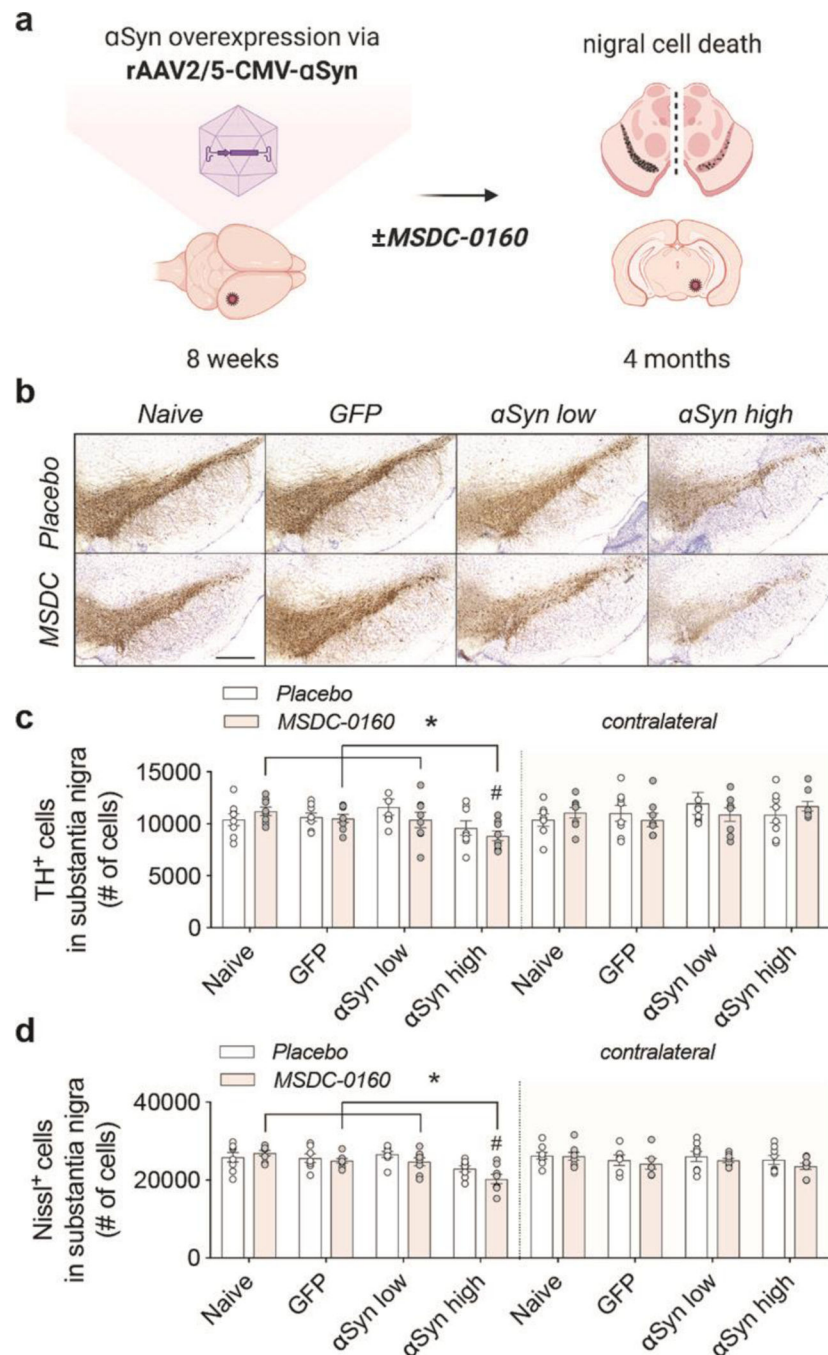 a
αSyn overexpression via
rAAV2/5-CMV-αSyn
nigral cell death
±MSDC-0160
8 weeks
4 months
b
Naive GFP αSyn low αSyn high
Placebo
MSDC
c
Placebo
MSDC-0160
*
contralateral
#
TH⁺ cells
in substantia nigra
(# of cells)
15000
10000
5000
0
Naive GFP αSyn low αSyn high Naive GFP αSyn low αSyn high
d
Placebo
MSDC-0160
*
contralateral
#
Nissl⁺ cells
in substantia nigra
(# of cells)
40000
20000
0
Naive GFP αSyn low αSyn high Naive GFP αSyn low αSyn high